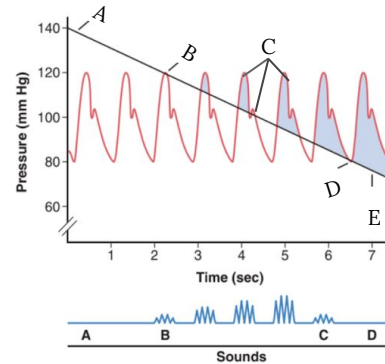 A
B
C
140
120
100
80
60
Pressure (mm Hg)
D
E
1 2 3 4 5 6 7
Time (sec)
A B C D
Sounds